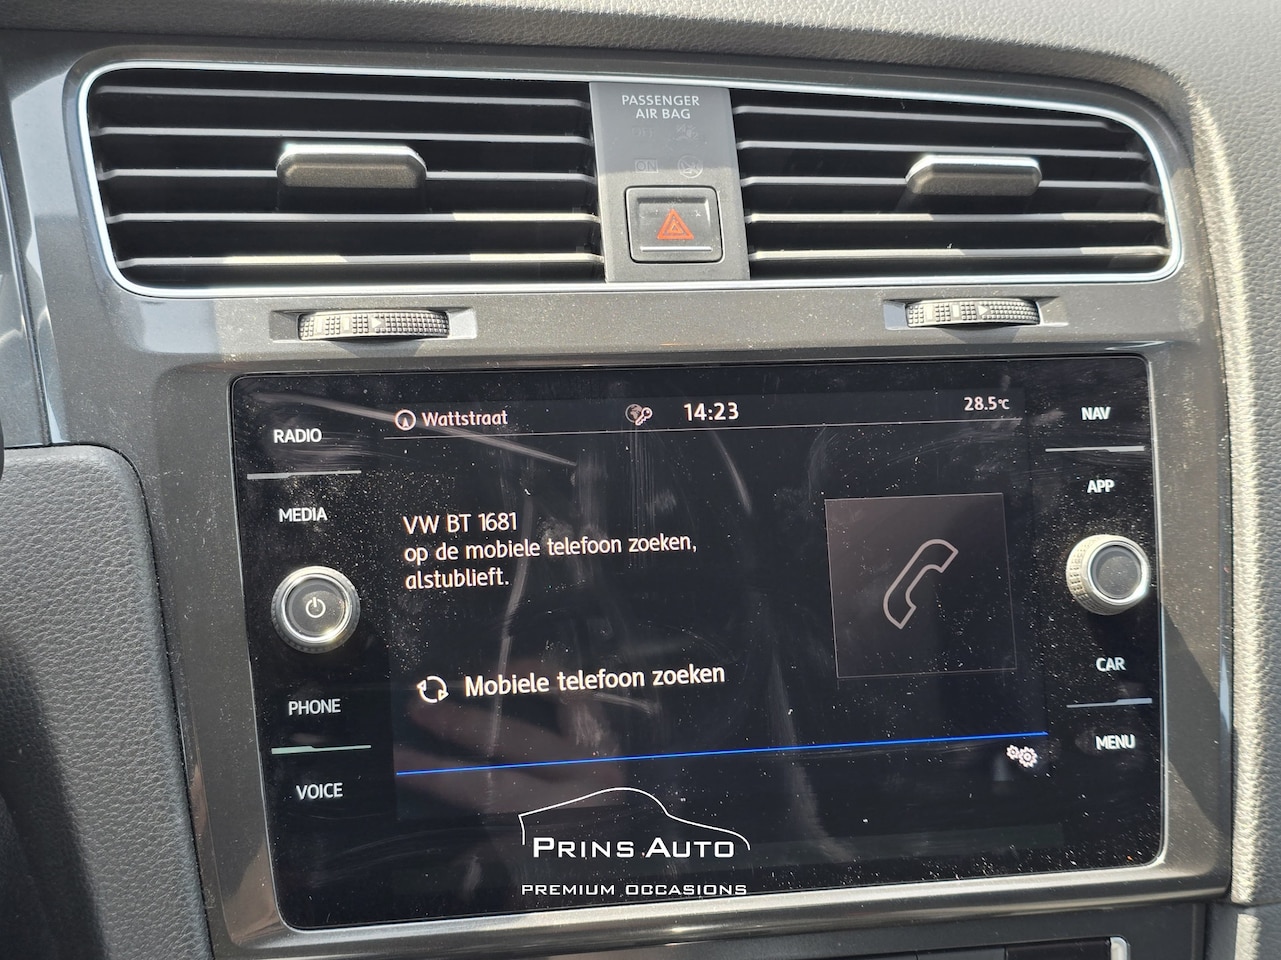 PASSENGER
AIR BAG
OFF
ON
Wattstraat
14:23
28.5°C
RADIO
NAV
MEDIA
APP
VW BT 1681
op de mobiele telefoon zoeken,
alstublieft.
Mobiele telefoon zoeken
PHONE
CAR
VOICE
MENU
PRINS AUTO
PREMIUM OCCASIONS